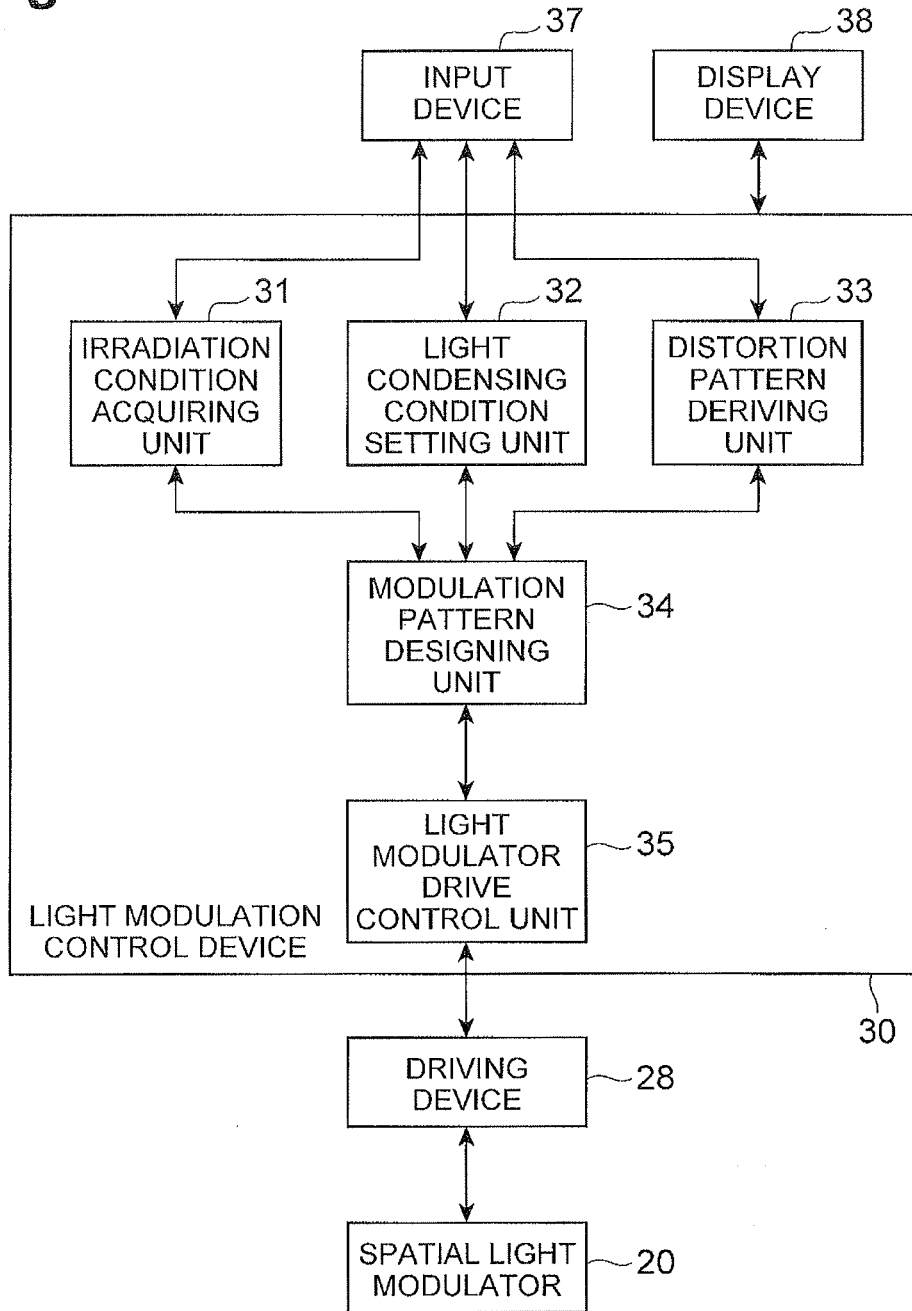 37
38
INPUT
DEVICE
DISPLAY
DEVICE
31
32
33
IRRADIATION
CONDITION
ACQUIRING
UNIT
LIGHT
CONDENSING
CONDITION
SETTING UNIT
DISTORTION
PATTERN
DERIVING
UNIT
MODULATION
PATTERN
DESIGNING
UNIT
34
LIGHT
MODULATOR
DRIVE
CONTROL UNIT
35
LIGHT MODULATION
CONTROL DEVICE
30
DRIVING
DEVICE
28
SPATIAL LIGHT
MODULATOR
20